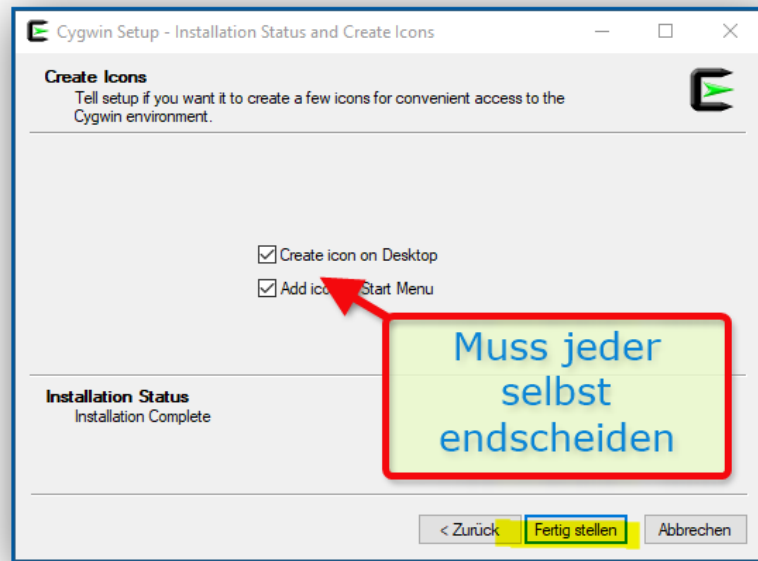 Cygwin Setup - Installation Status and Create Icons
Create Icons
Tell setup if you want it to create a few icons for convenient access to the
Cygwin environment.
Create icon on Desktop
Add ico Start Menu
Muss jeder
selbst
endscheiden
Installation Status
Installation Complete
< Zurück
Fertig stellen
Abbrechen